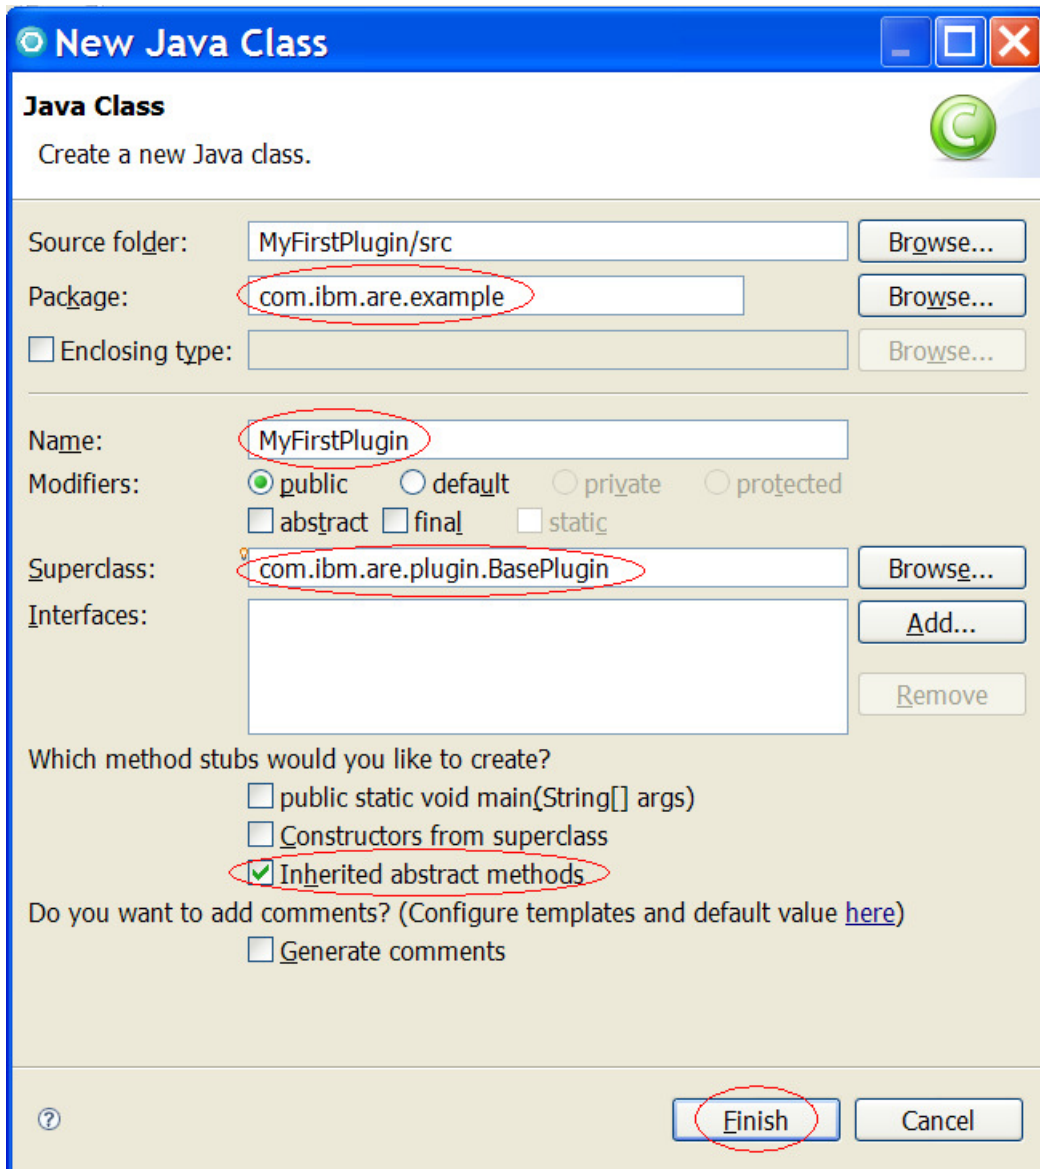 New Java Class
Java Class
Create a new Java class.
Source folder: MyFirstPlugin/src Browse...
Package: com.ibm.are.example Browse...
Enclosing type: Browse...
Name: MyFirstPlugin
Modifiers: public default private protected
abstract final static
Superclass: com.ibm.are.plugin.BasePlugin Browse...
Interfaces: Add...
Remove
Which method stubs would you like to create?
public static void main(String[] args)
Constructors from superclass
Inherited abstract methods
Do you want to add comments? (Configure templates and default value here)
Generate comments
Finish Cancel